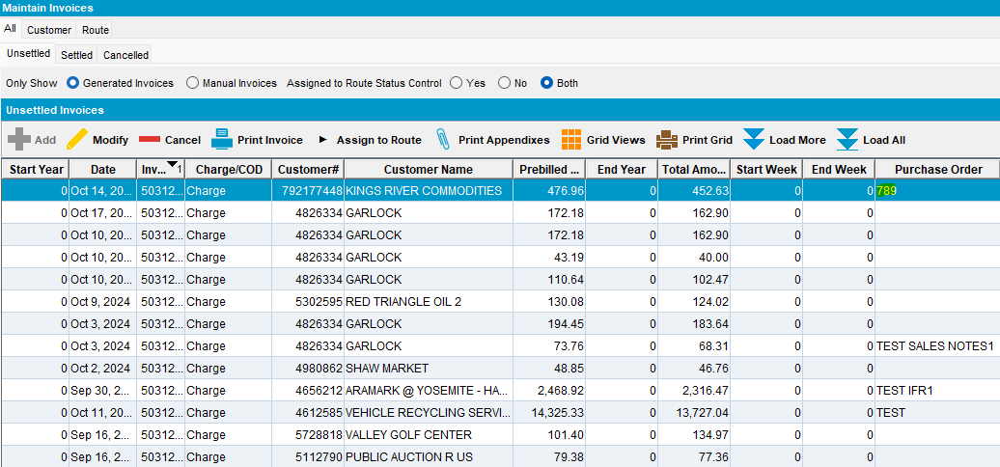 Maintain Invoices
All Customer Route
Unsettled Settled Cancelled
Only Show Generated Invoices Manual Invoices Assigned to Route Status Control Yes No Both
Unsettled Invoices
Add Modify Cancel Print Invoice Assign to Route Print Appendixes Grid Views Print Grid Load More Load All
Start Year Date Inv... 1 Charge/COD Customer# Customer Name Prebilled ... End Year Total Amo... Start Week End Week Purchase Order
0 Oct 14, 20... 50312... Charge 792177448 KINGS RIVER COMMODITIES 476.96 0 452.63 0 0 789
0 Oct 17, 20... 50312... Charge 4826334 GARLOCK 172.18 0 162.90 0 0
0 Oct 10, 20... 50312... Charge 4826334 GARLOCK 172.18 0 162.90 0 0
0 Oct 10, 20... 50312... Charge 4826334 GARLOCK 43.19 0 40.00 0 0
0 Oct 10, 20... 50312... Charge 4826334 GARLOCK 110.64 0 102.47 0 0
0 Oct 9, 2024 50312... Charge 5302595 RED TRIANGLE OIL 2 130.08 0 124.02 0 0
0 Oct 3, 2024 50312... Charge 4826334 GARLOCK 194.45 0 183.64 0 0
0 Oct 3, 2024 50312... Charge 4826334 GARLOCK 73.76 0 68.31 0 0 TEST SALES NOTES1
0 Oct 2, 2024 50312... Charge 4980862 SHAW MARKET 48.85 0 46.76 0 0
0 Sep 30, 2... 50312... Charge 4656212 ARAMARK @ YOSEMITE - HA... 2,468.92 0 2,316.47 0 0 TEST IFR1
0 Oct 11, 20... 50312... Charge 4612585 VEHICLE RECYCLING SERVI... 14,325.33 0 13,727.04 0 0 TEST
0 Sep 16, 2... 50312... Charge 5728818 VALLEY GOLF CENTER 101.40 0 134.97 0 0
0 Sep 16, 2... 50312... Charge 5112790 PUBLIC AUCTION R US 79.38 0 77.36 0 0